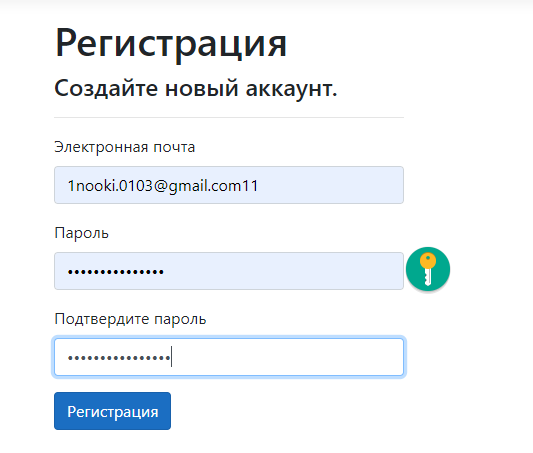 Регистрация
Создайте новый аккаунт.
Электронная почта
1nooki.0103@gmail.com11
Пароль
•••••••••••••••
Подтвердите пароль
••••••••••••••••
Регистрация